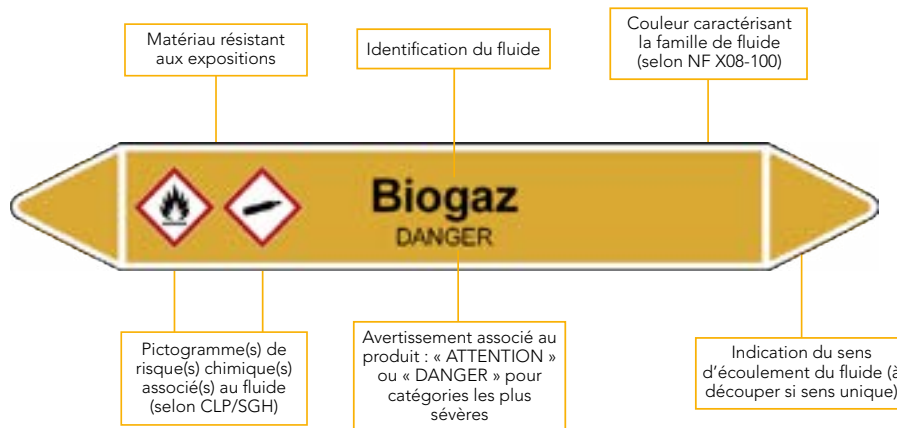 Matériau résistant
aux expositions
Identification du fluide
Couleur caractérisant
la famille de fluide
(selon NF X08-100)
Biogaz
DANGER
Pictogramme(s) de
risque(s) chimique(s)
associé(s) au fluide
(selon CLP/SGH)
Avertissement associé au
produit : « ATTENTION »
ou « DANGER » pour
catégories les plus
sévères
Indication du sens
d'écoulement du fluide (à
découper si sens unique)